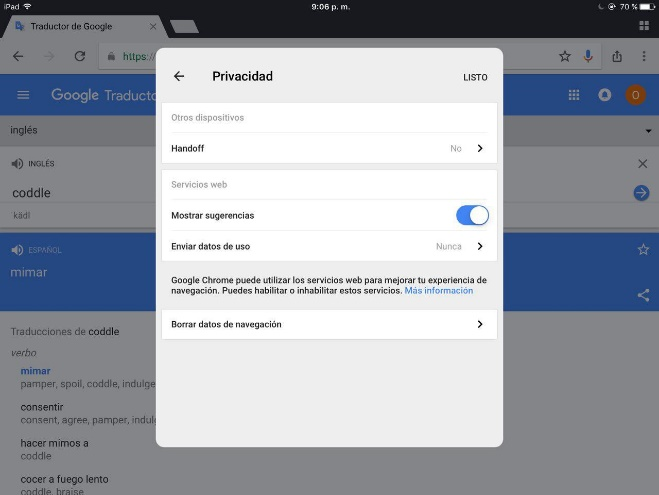 iPad 9:06 p. m. 70 %
Traductor de Google
https://
Privacidad LISTO
Google Traducto
Otros dispositivos
inglés
Handoff No
INGLÉS
Servicios web
coddle
kädl
Mostrar sugerencias
Enviar datos de uso Nunca
ESPAÑOL
mimar
Google Chrome puede utilizar los servicios web para mejorar tu experiencia de
navegación. Puedes habilitar o inhabilitar estos servicios. Más información
Borrar datos de navegación
Traducciones de coddle
verbo
mimar
pamper, spoil, coddle, indulge
consentir
consent, agree, pamper, indulg
hacer mimos a
coddle
cocer a fuego lento
coddle, braise
O